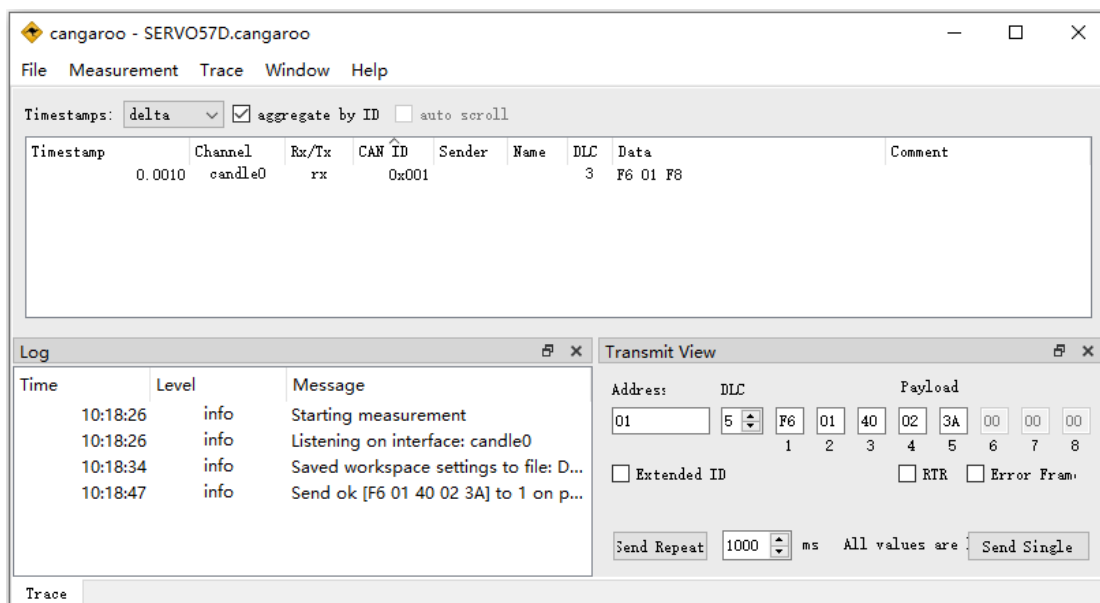 cangaroo - SERVO57D.cangaroo
File Measurement Trace Window Help
Timestamps: delta aggregate by ID auto scroll
Timestamp Channel Rx/Tx CAN ID Sender Name DLC Data Comment
0.0010 candle0 rx 0x001 3 F6 01 F8
Log
Time Level Message
10:18:26 info Starting measurement
10:18:26 info Listening on interface: candle0
10:18:34 info Saved workspace settings to file: D...
10:18:47 info Send ok [F6 01 40 02 3A] to 1 on p...
Transmit View
Address DLC Payload
01 5 F6 01 40 02 3A 00 00 00
1 2 3 4 5 6 7 8
Extended ID RTR Error Fram
Send Repeat 1000 ms All values are Send Single
Trace